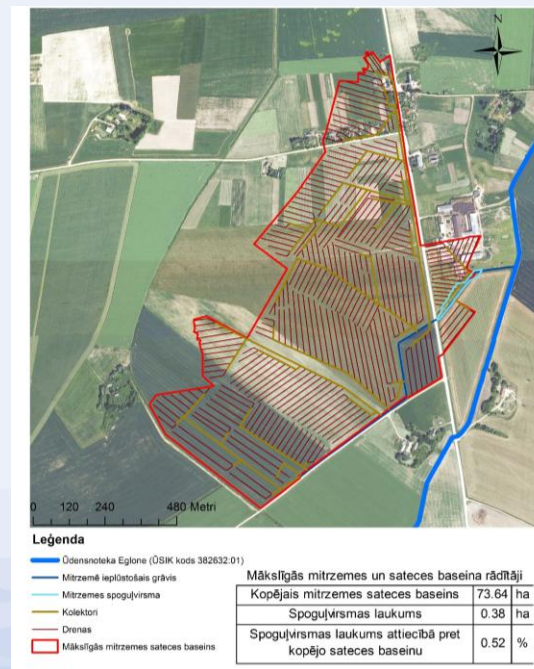 Z
0 120 240 480 Metri
Leģenda
Ūdensnoteka Eglone (ŪSIK kods 382632:01)
Mitrzemē ieplūstošais grāvis
Mitrzemes spoguļvirsma
Kolektori
Drenas
Mākslīgās mitrzemes sateces baseins
Mākslīgās mitrzemes un sateces baseina rādītāji
Kopējais mitrzemes sateces baseins 73.64 ha
Spoguļvirsmas laukums 0.38 ha
Spoguļvirsmas laukums attiecībā pret
kopējo sateces baseinu 0.52 %